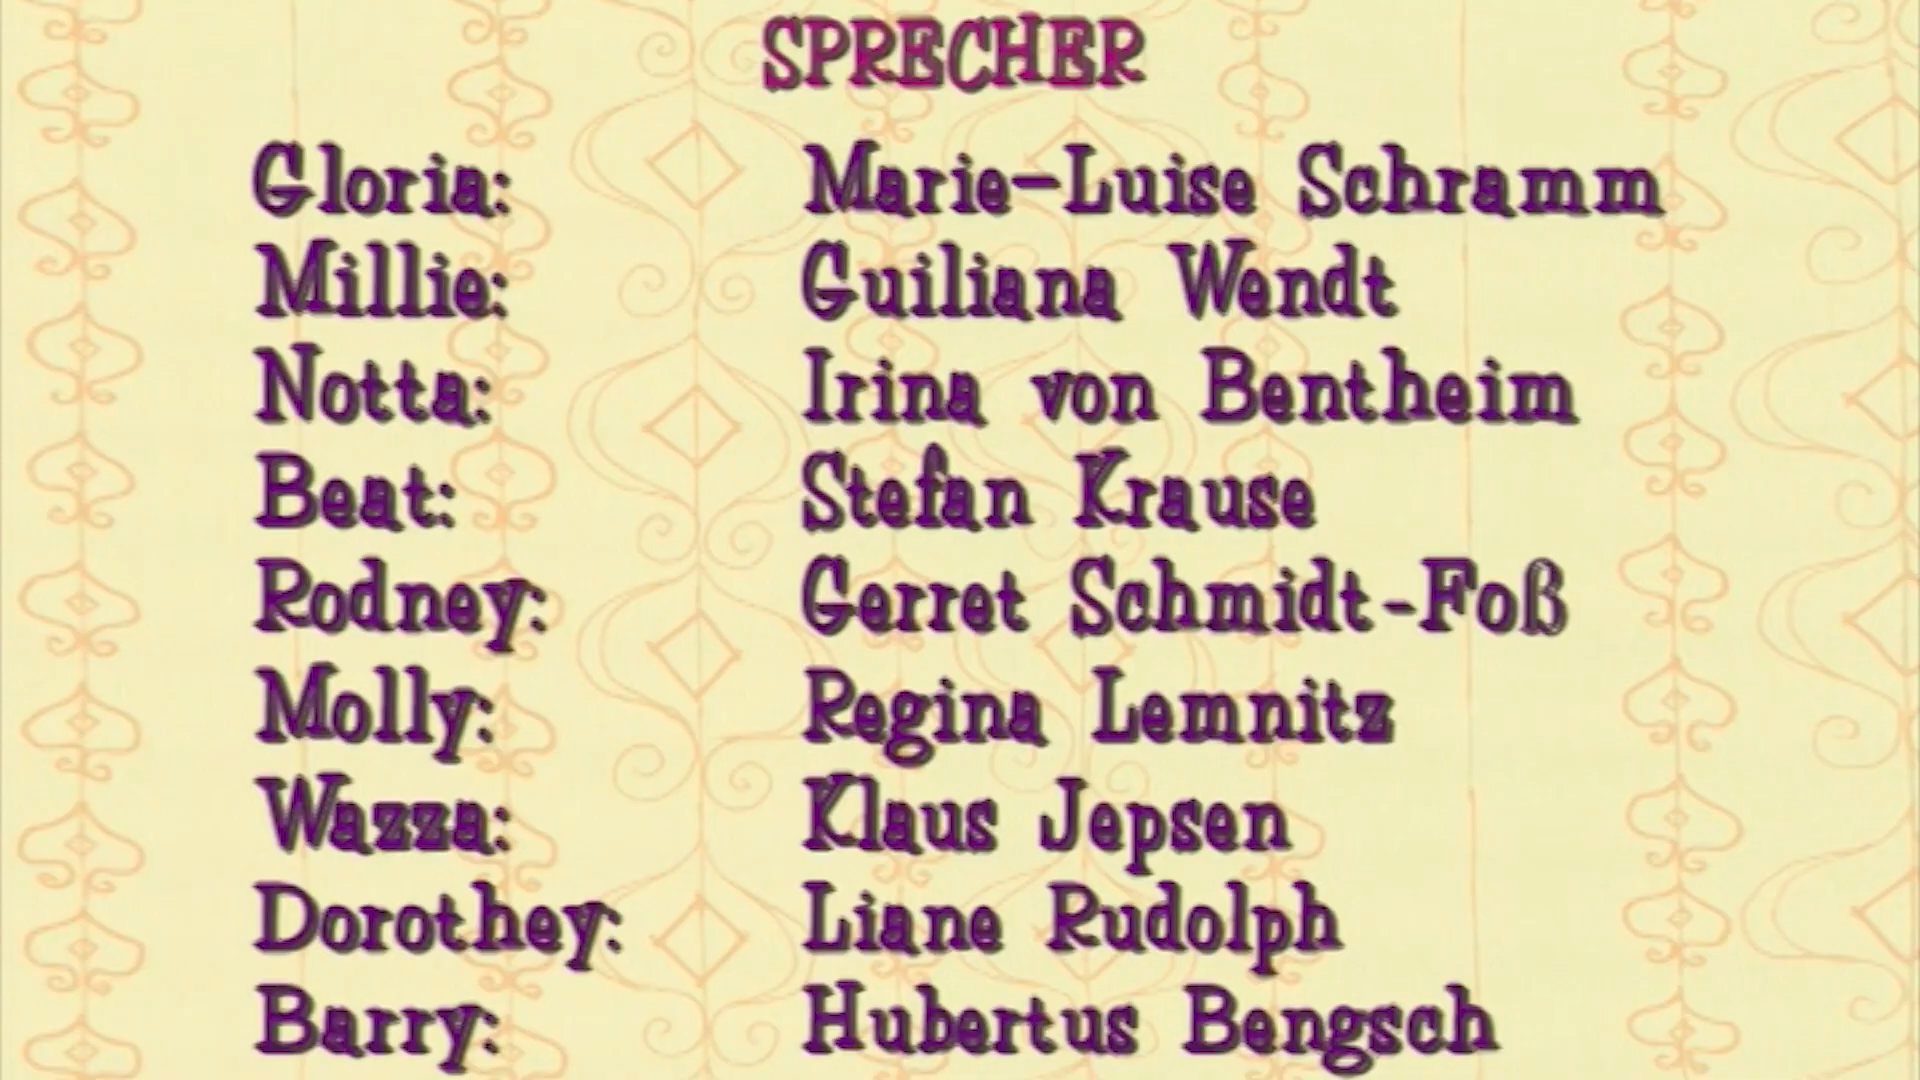 SPRECHER
Gloria: Marie-Luise Schramm
Millie: Guiliana Wendt
Notta: Irina von Bentheim
Beat: Stefan Krause
Rodney: Gerret Schmidt-Foß
Molly: Regina Lemnitz
Wazza: Klaus Jepsen
Dorothey: Liane Rudolph
Barry: Hubertus Bengsch